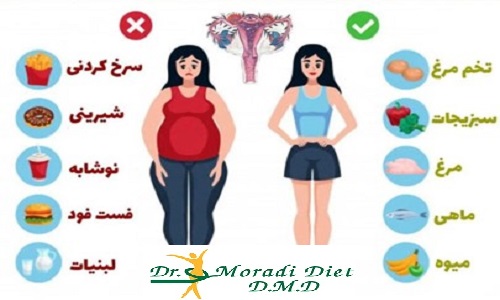 تخم مرغ
سبزیجات
مرغ
ماهی
میوه
سرخ کردنی
شیرینی
نوشابه
فست فود
لبنیات
Dr. Moradi Diet
D.M.D